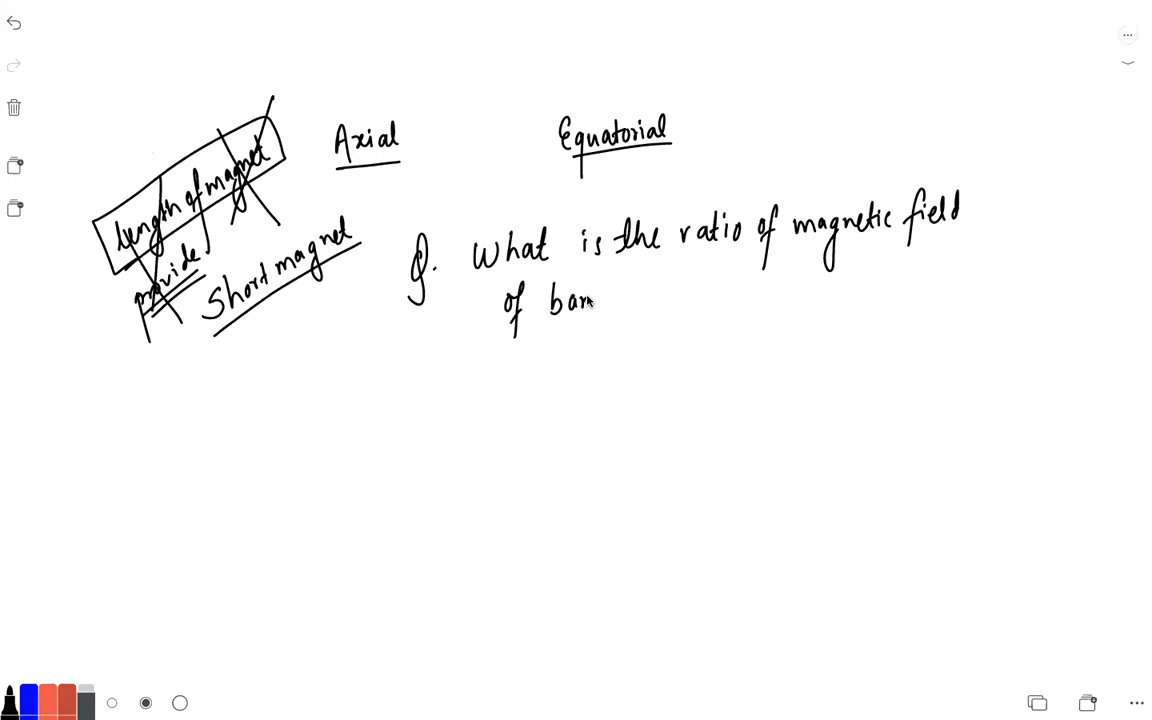 Axial
Equatorial
length of magnet
provide
Short magnet
Q. What is the ratio of magnetic field
of bar